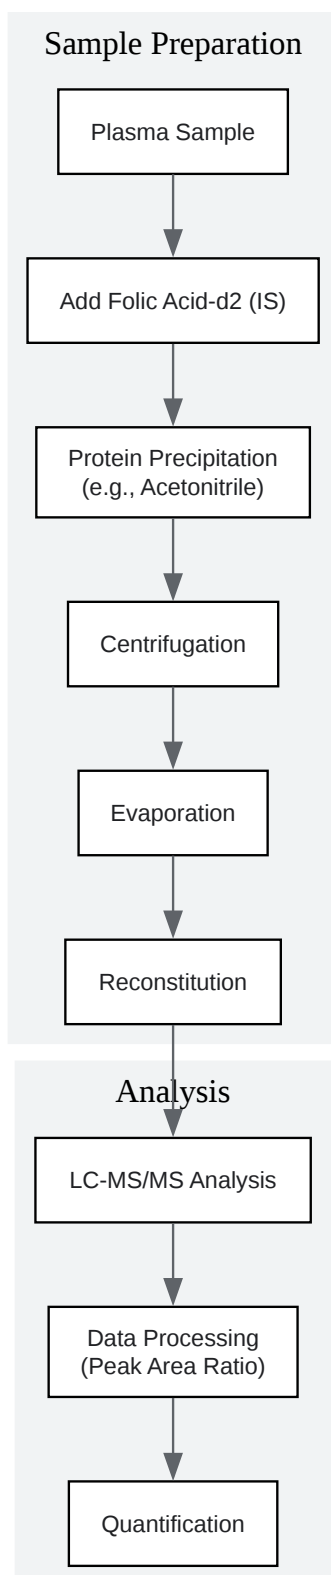 Sample Preparation
Plasma Sample
Add Folic Acid-d2 (IS)
Protein Precipitation
(e.g., Acetonitrile)
Centrifugation
Evaporation
Reconstitution
Analysis
LC-MS/MS Analysis
Data Processing
(Peak Area Ratio)
Quantification